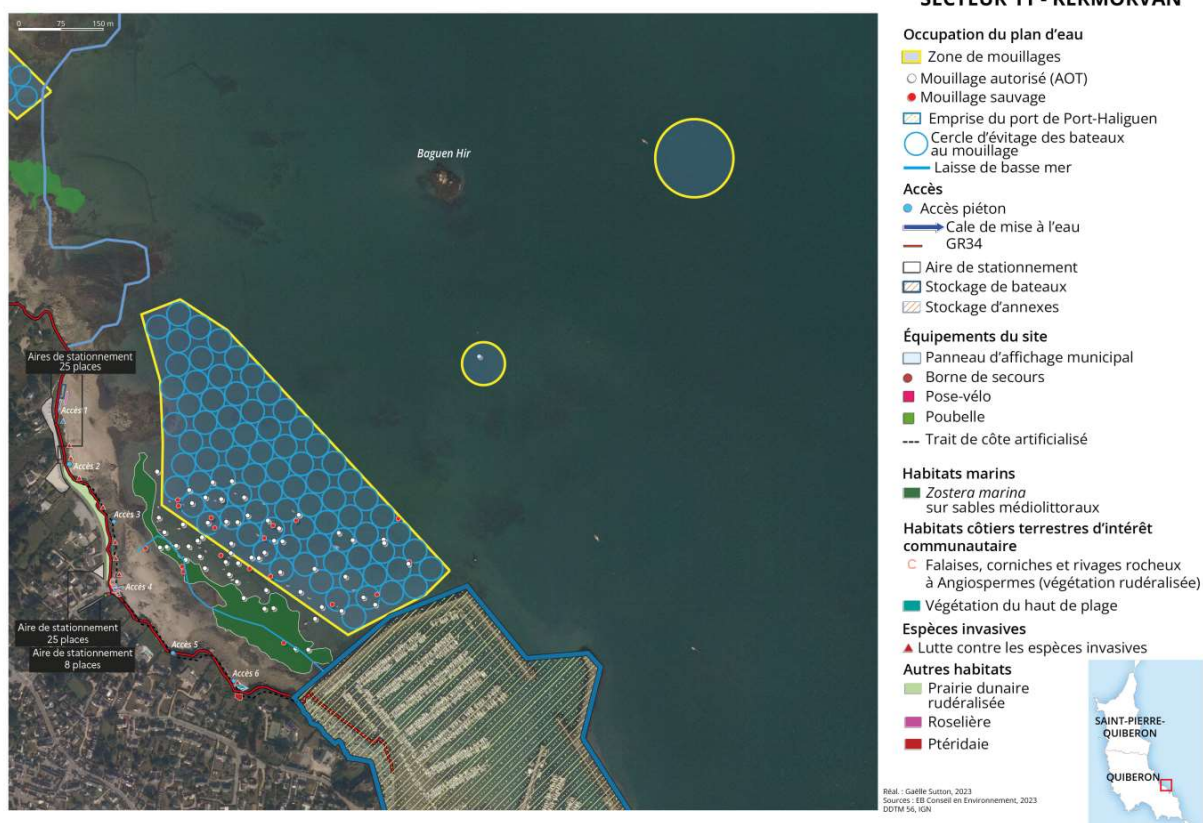 SECTEUR 11 - KERMORVAN
0 75 150 m
Baguen Hir
Aires de stationnement
25 places
Accès 1
Accès 2
Accès 3
Accès 4
Aire de stationnement
25 places
Aire de stationnement
8 places
Accès 5
Accès 6
Occupation du plan d'eau
Zone de mouillages
Mouillage autorisé (AOT)
Mouillage sauvage
Emprise du port de Port-Haliguen
Cercle d'évitage des bateaux
au mouillage
Laisse de basse mer
Accès
Accès piéton
Cale de mise à l'eau
GR34
Aire de stationnement
Stockage de bateaux
Stockage d'annexes
Équipements du site
Panneau d'affichage municipal
Borne de secours
Pose-vélo
Poubelle
Trait de côte artificialisé
Habitats marins
Zostera marina
sur sables médiolittoraux
Habitats côtiers terrestres d'intérêt
communautaire
C Falaises, corniches et rivages rocheux
à Angiospermes (végétation rudéralisée)
Végétation du haut de plage
Espèces invasives
Lutte contre les espèces invasives
Autres habitats
Prairie dunaire
rudéralisée
Roselière
Ptéridaie
SAINT-PIERRE-
QUIBERON
QUIBERON
Réal. : Gaëlle Sutton, 2023
Sources : EB Conseil en Environnement, 2023
DDTM 56, IGN